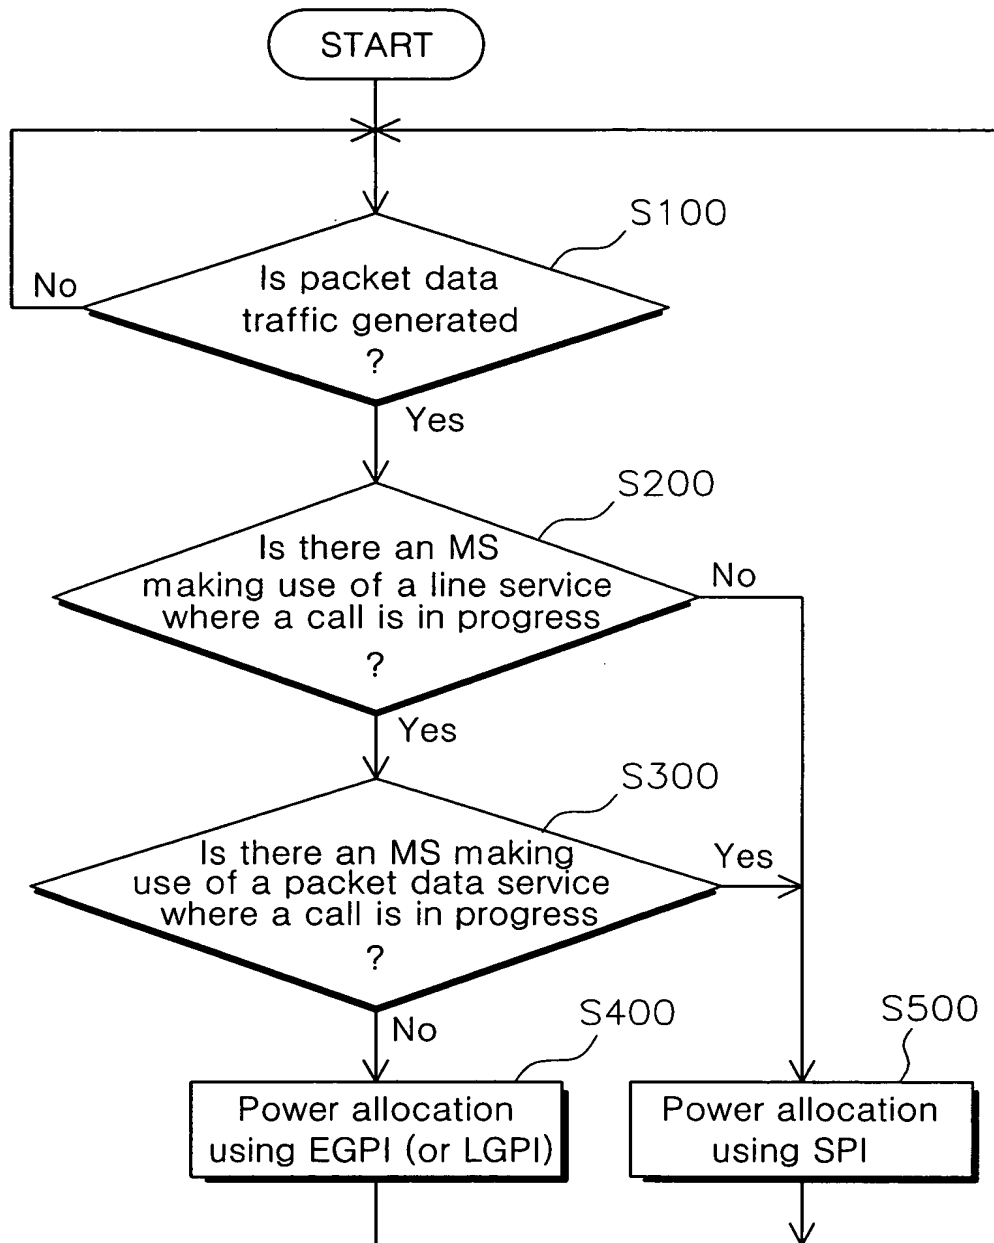 START
S100
No
Is packet data
traffic generated
?
Yes
S200
Is there an MS
making use of a line service
where a call is in progress
?
No
Yes
S300
Is there an MS making
use of a packet data service
where a call is in progress
?
Yes
No
S400
S500
Power allocation
using EGPI (or LGPI)
Power allocation
using SPI